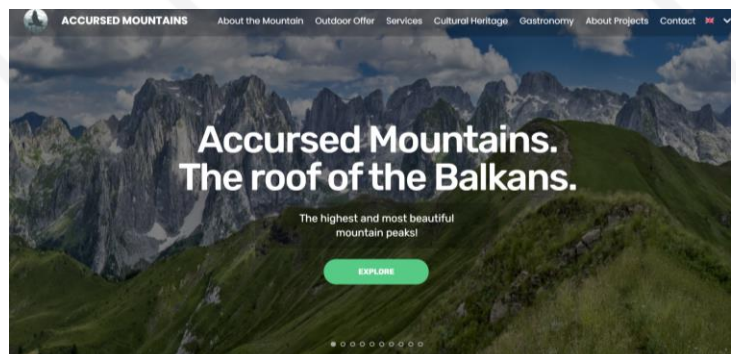 ACCURSED MOUNTAINS
About the Mountain Outdoor Offer Services Cultural Heritage Gastronomy About Projects Contact
Accursed Mountains.
The roof of the Balkans.
The highest and most beautiful
mountain peaks!
EXPLORE